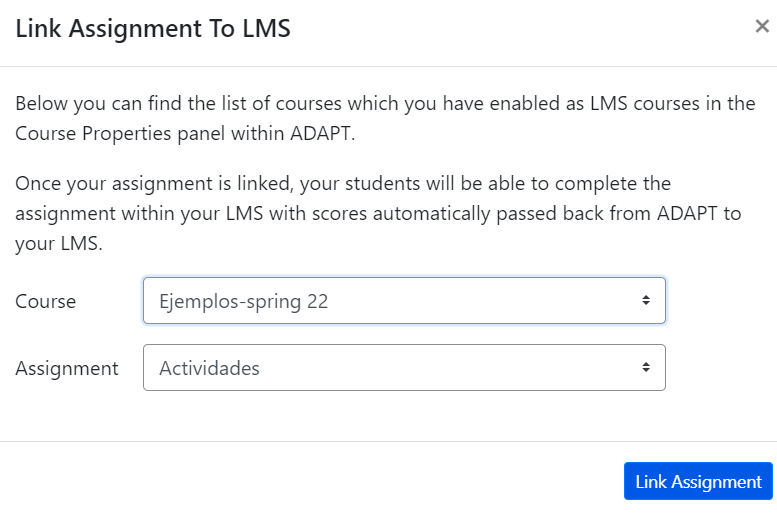 Link Assignment To LMS ×
Below you can find the list of courses which you have enabled as LMS courses in the
Course Properties panel within ADAPT.
Once your assignment is linked, your students will be able to complete the
assignment within your LMS with scores automatically passed back from ADAPT to
your LMS.
Course Ejemplos-spring 22
Assignment Actividades
Link Assignment